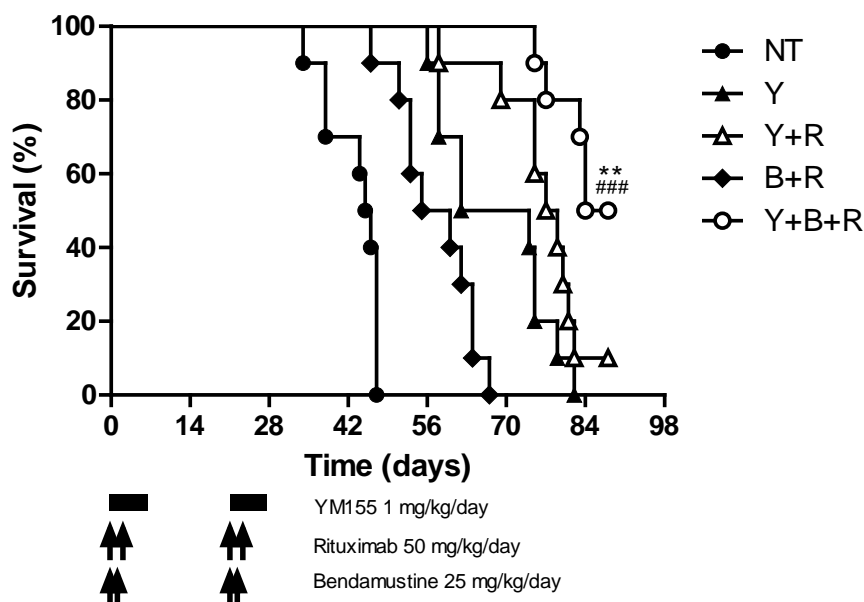 100
80
60
40
20
0
Survival (%)
0 14 28 42 56 70 84 98
Time (days)
**
###
NT
Y
Y+R
B+R
Y+B+R
YM155 1 mg/kg/day
Rituximab 50 mg/kg/day
Bendamustine 25 mg/kg/day